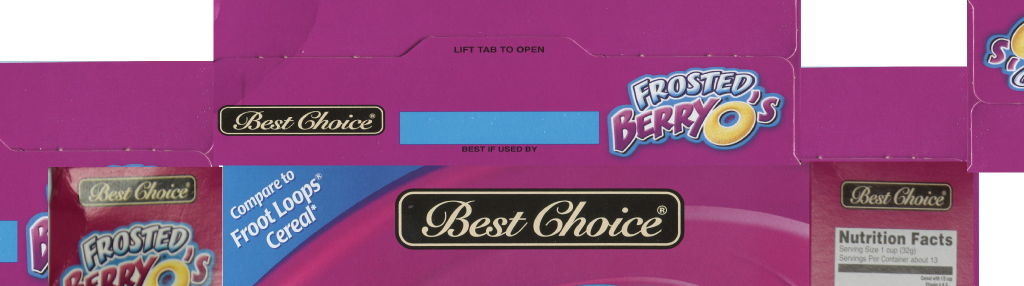 LIFT TAB TO OPEN
Best Choice®
FROSTED
BERRY O'S
BEST IF USED BY
Best Choice®
FROSTED
BERRY O'S
Compare to
Froot Loops®
Cereal*
Best Choice®
Best Choice®
Nutrition Facts
Serving Size 1 cup (32g)
Servings Per Container about 13